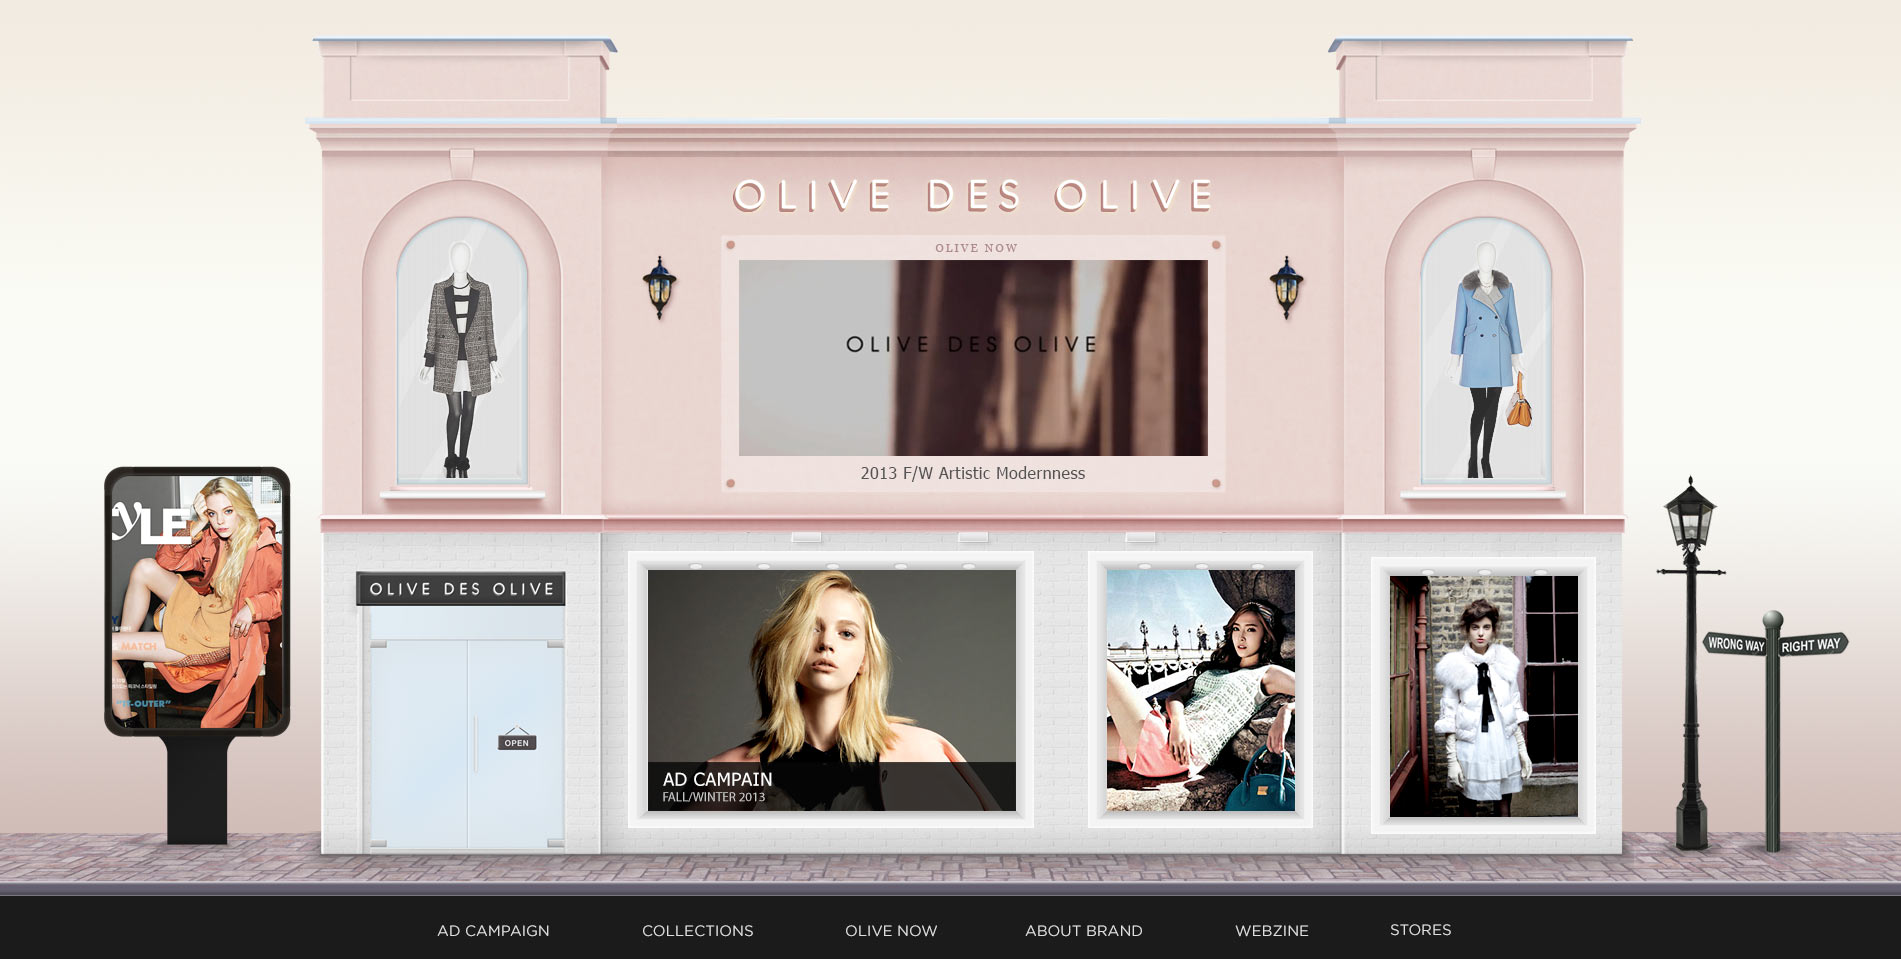 OLIVE DES OLIVE
OLIVE NOW
OLIVE DES OLIVE
2013 F/W Artistic Modernness
yLE
MATCH
-OUTER"
OLIVE DES OLIVE
OPEN
AD CAMPAIN
FALL/WINTER 2013
WRONG WAY
RIGHT WAY
AD CAMPAIGN
COLLECTIONS
OLIVE NOW
ABOUT BRAND
WEBZINE
STORES